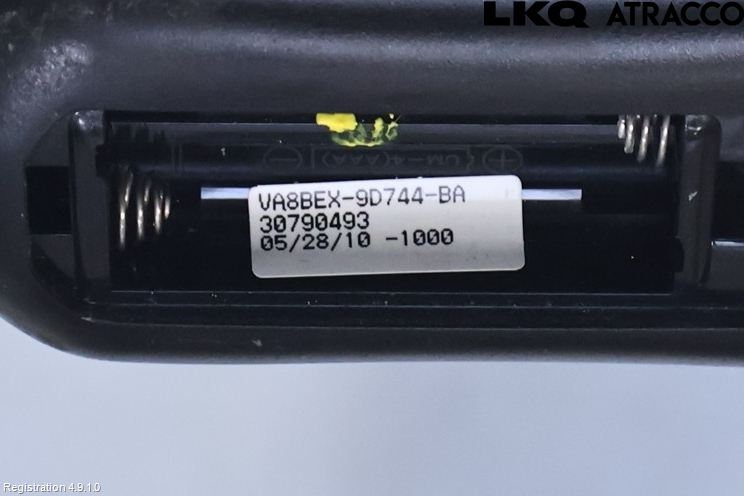 LKQ ATRACCO
UM-4(AAA)
VA8BEX-9D744-BA
30790493
05/28/10 -1000
Registration 4.9.1.0